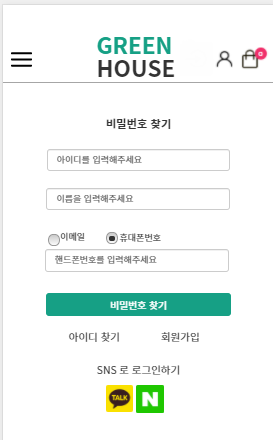 GREEN
HOUSE
0
비밀번호 찾기
아이디를 입력해주세요
이름을 입력해주세요
이메일 휴대폰번호
핸드폰번호를 입력해주세요
비밀번호 찾기
아이디 찾기 회원가입
SNS 로 로그인하기
TALK N